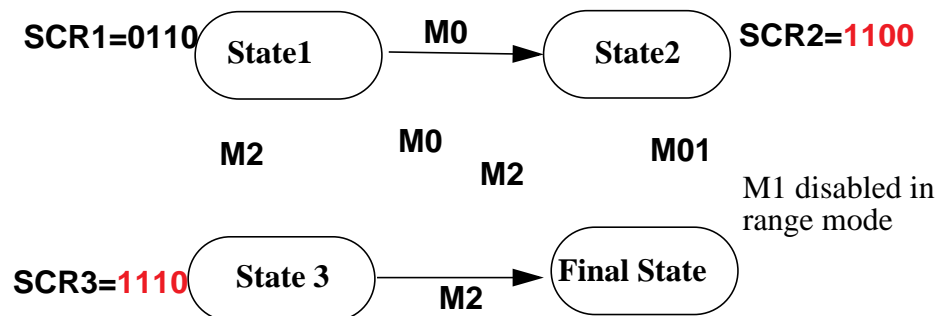 SCR1=0110 State1 M0 State2 SCR2=1100
M2 M0 M2 M01
M1 disabled in
range mode
SCR3=1110 State 3 M2 Final State